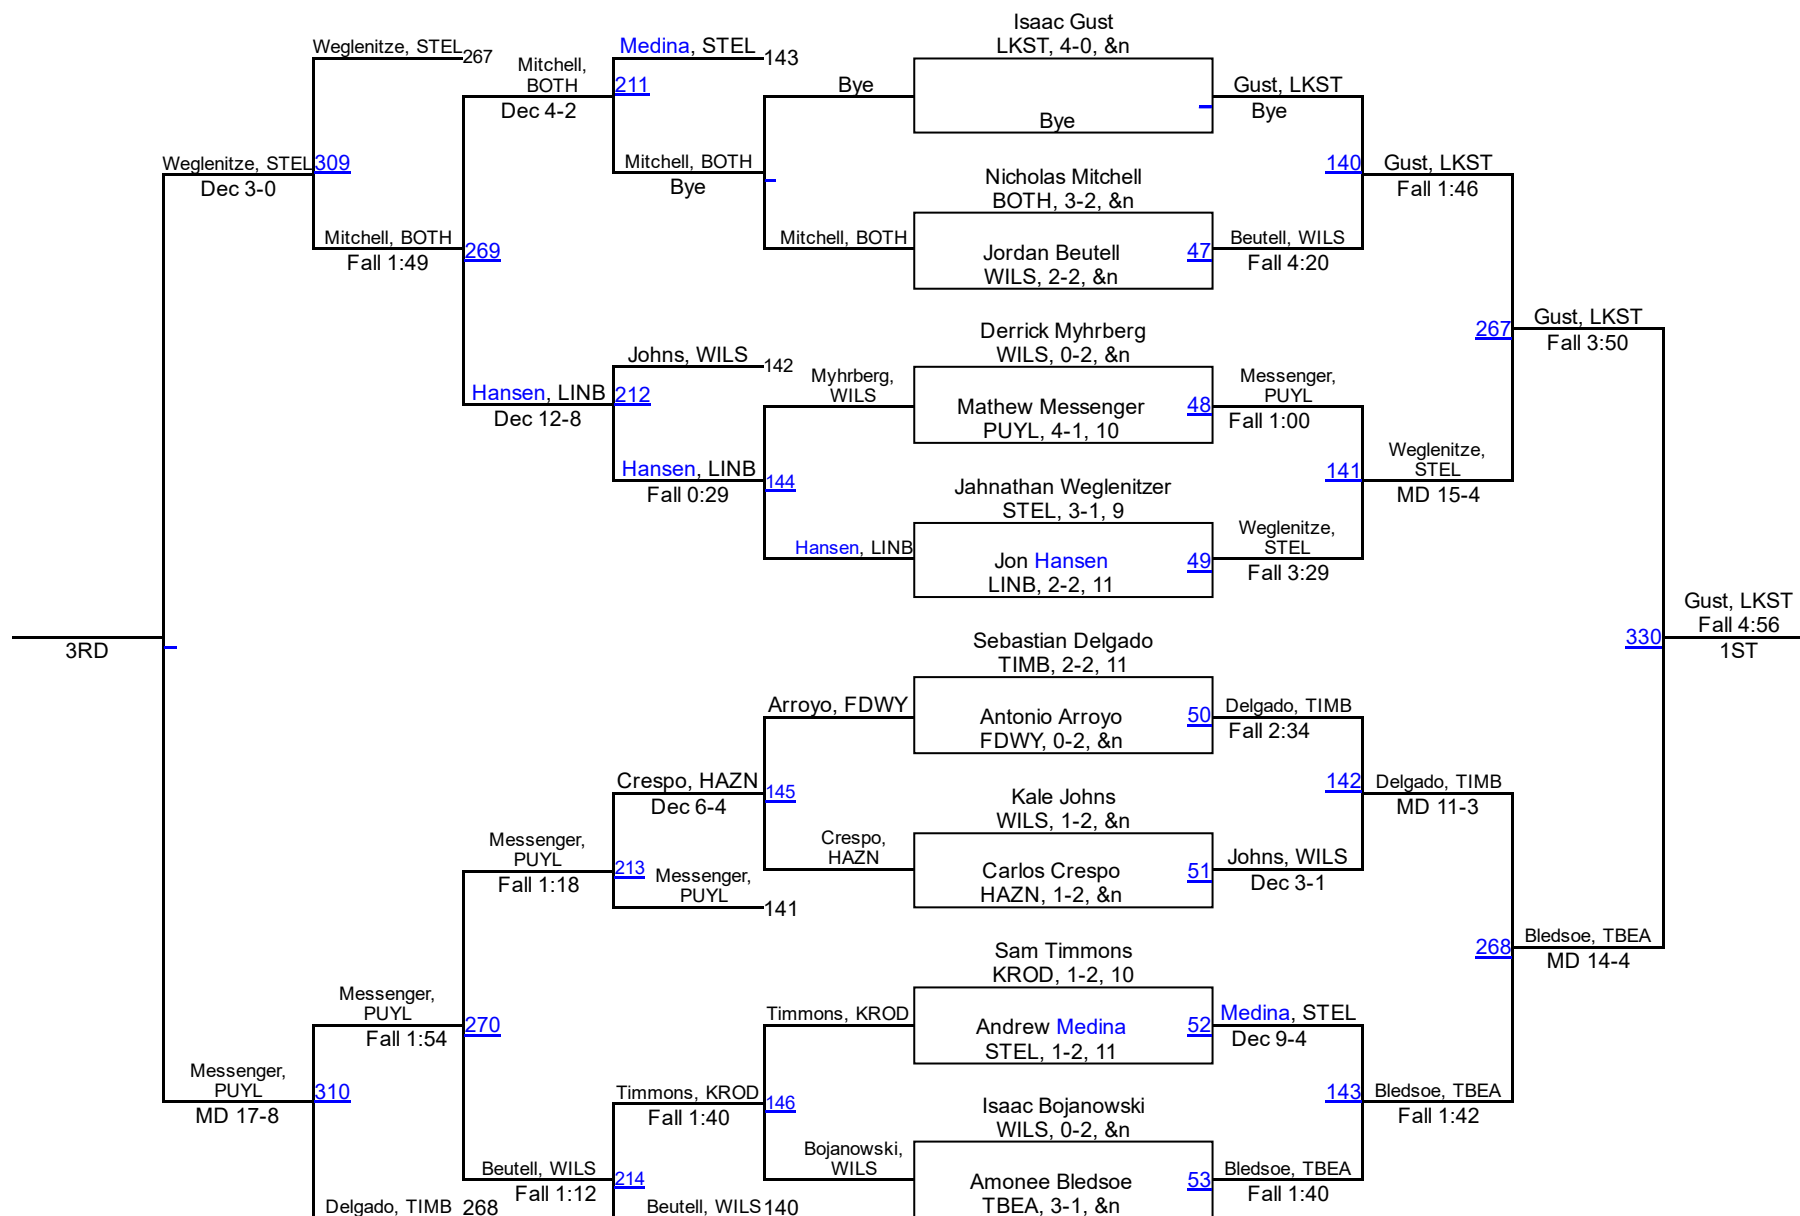 Isaac Gust
LKST, 4-0, &n
Weglenitze, STEL
267
Mitchell,
BOTH
Dec 4-2
Medina, STEL
143
211
Bye
Bye
Gust, LKST
Bye
Weglenitze, STEL
309
Dec 3-0
Mitchell, BOTH
Bye
140
Gust, LKST
Fall 1:46
Nicholas Mitchell
BOTH, 3-2, &n
Mitchell, BOTH
Fall 1:49
269
Mitchell, BOTH
Jordan Beutell
WILS, 2-2, &n
47
Beutell, WILS
Fall 4:20
Derrick Myhrberg
WILS, 0-2, &n
267
Gust, LKST
Fall 3:50
Johns, WILS
142
Hansen, LINB
212
Dec 12-8
Myhrberg,
WILS
Mathew Messenger
PUYL, 4-1, 10
48
Messenger,
PUYL
Fall 1:00
Hansen, LINB
Fall 0:29
144
141
Weglenitze,
STEL
MD 15-4
Jahnathan Weglenitzer
STEL, 3-1, 9
Hansen, LINB
Jon Hansen
LINB, 2-2, 11
49
Weglenitze,
STEL
Fall 3:29
3RD
Sebastian Delgado
TIMB, 2-2, 11
330
Gust, LKST
Fall 4:56
1ST
Arroyo, FDWY
Antonio Arroyo
FDWY, 0-2, &n
50
Delgado, TIMB
Fall 2:34
Crespo, HAZN
Dec 6-4
145
142
Delgado, TIMB
MD 11-3
Kale Johns
WILS, 1-2, &n
Messenger,
PUYL
Fall 1:18
213
Messenger,
PUYL
141
Crespo,
HAZN
Carlos Crespo
HAZN, 1-2, &n
51
Johns, WILS
Dec 3-1
Sam Timmons
KROD, 1-2, 10
268
Bledsoe, TBEA
MD 14-4
Messenger,
PUYL
Fall 1:54
270
Timmons, KROD
Andrew Medina
STEL, 1-2, 11
52
Medina, STEL
Dec 9-4
Messenger,
PUYL
MD 17-8
310
Timmons, KROD
Fall 1:40
146
143
Bledsoe, TBEA
Fall 1:42
Isaac Bojanowski
WILS, 0-2, &n
Beutell, WILS
Fall 1:12
214
Bojanowski,
WILS
Amonee Bledsoe
TBEA, 3-1, &n
53
Bledsoe, TBEA
Fall 1:40
Delgado, TIMB
268
Beutell, WILS
140